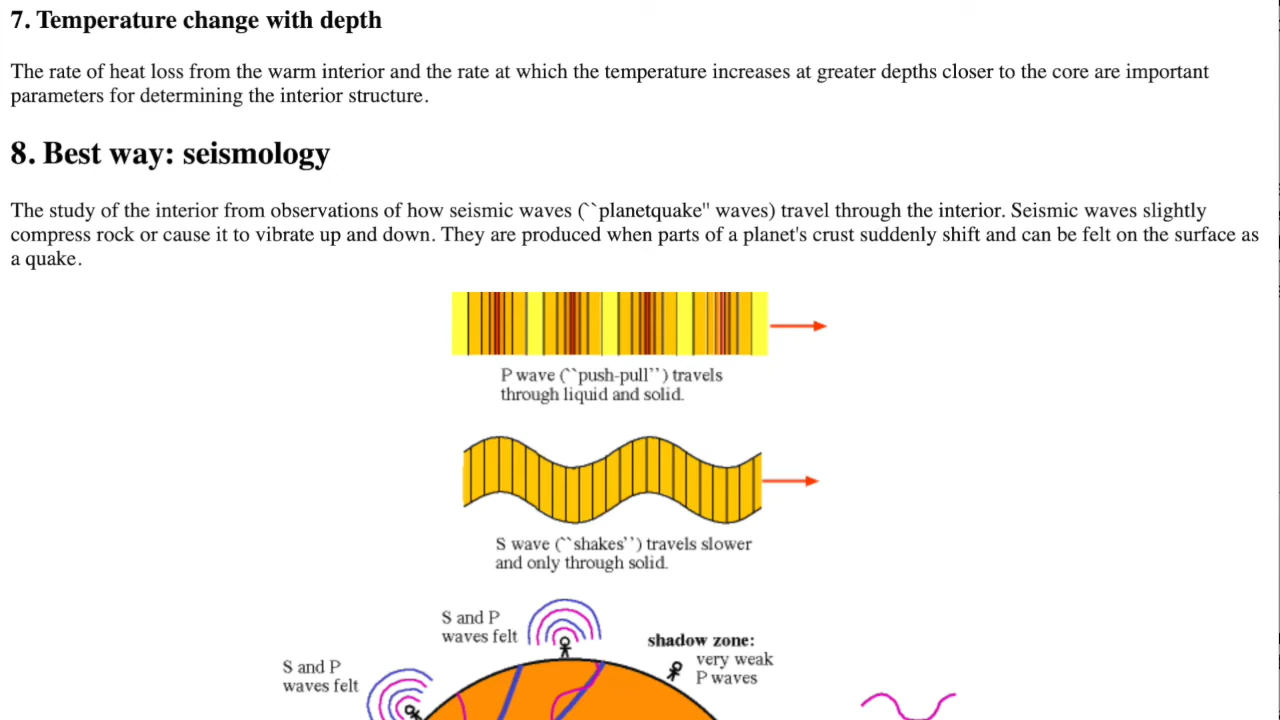 7. Temperature change with depth
The rate of heat loss from the warm interior and the rate at which the temperature increases at greater depths closer to the core are important
parameters for determining the interior structure.
8. Best way: seismology
The study of the interior from observations of how seismic waves (``planetquake" waves) travel through the interior. Seismic waves slightly
compress rock or cause it to vibrate up and down. They are produced when parts of a planet's crust suddenly shift and can be felt on the surface as
a quake.
P wave (``push-pull'') travels
through liquid and solid.
S wave (``shakes'') travels slower
and only through solid.
S and P
waves felt
shadow zone:
very weak
P waves
S and P
waves felt